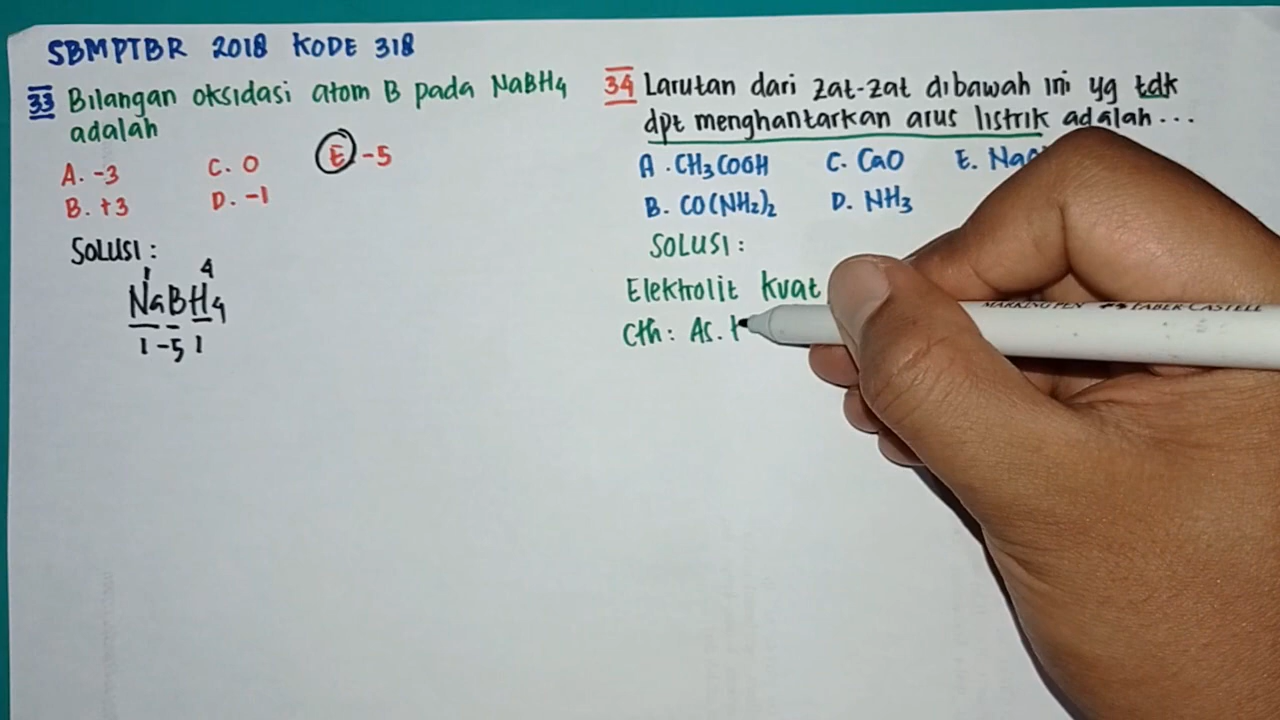 SBMPTBR 2018 KODE 318
33 Bilangan oksidasi atom B pada NaBH4
adalah
A. -3 C. 0 E. -5
B. +3 D. -1
SOLUSI:
1 4
NaBH4
1 -5 1
34 Larutan dari zat-zat dibawah ini yg tdk
dpt menghantarkan arus listrik adalah...
A. CH3COOH C. CaO E.
B. CO(NH2)2 D. NH3
SOLUSI:
Elektrolit kuat
Cth: As.
MARKING PEN FABER-CASTELL